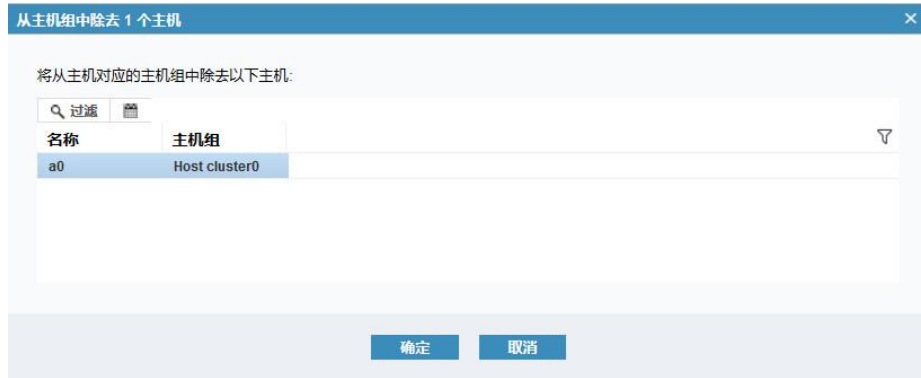 从主机组中除去 1 个主机
将从主机对应的主机组中除去以下主机:
过滤
名称 主机组
a0 Host cluster0
确定 取消